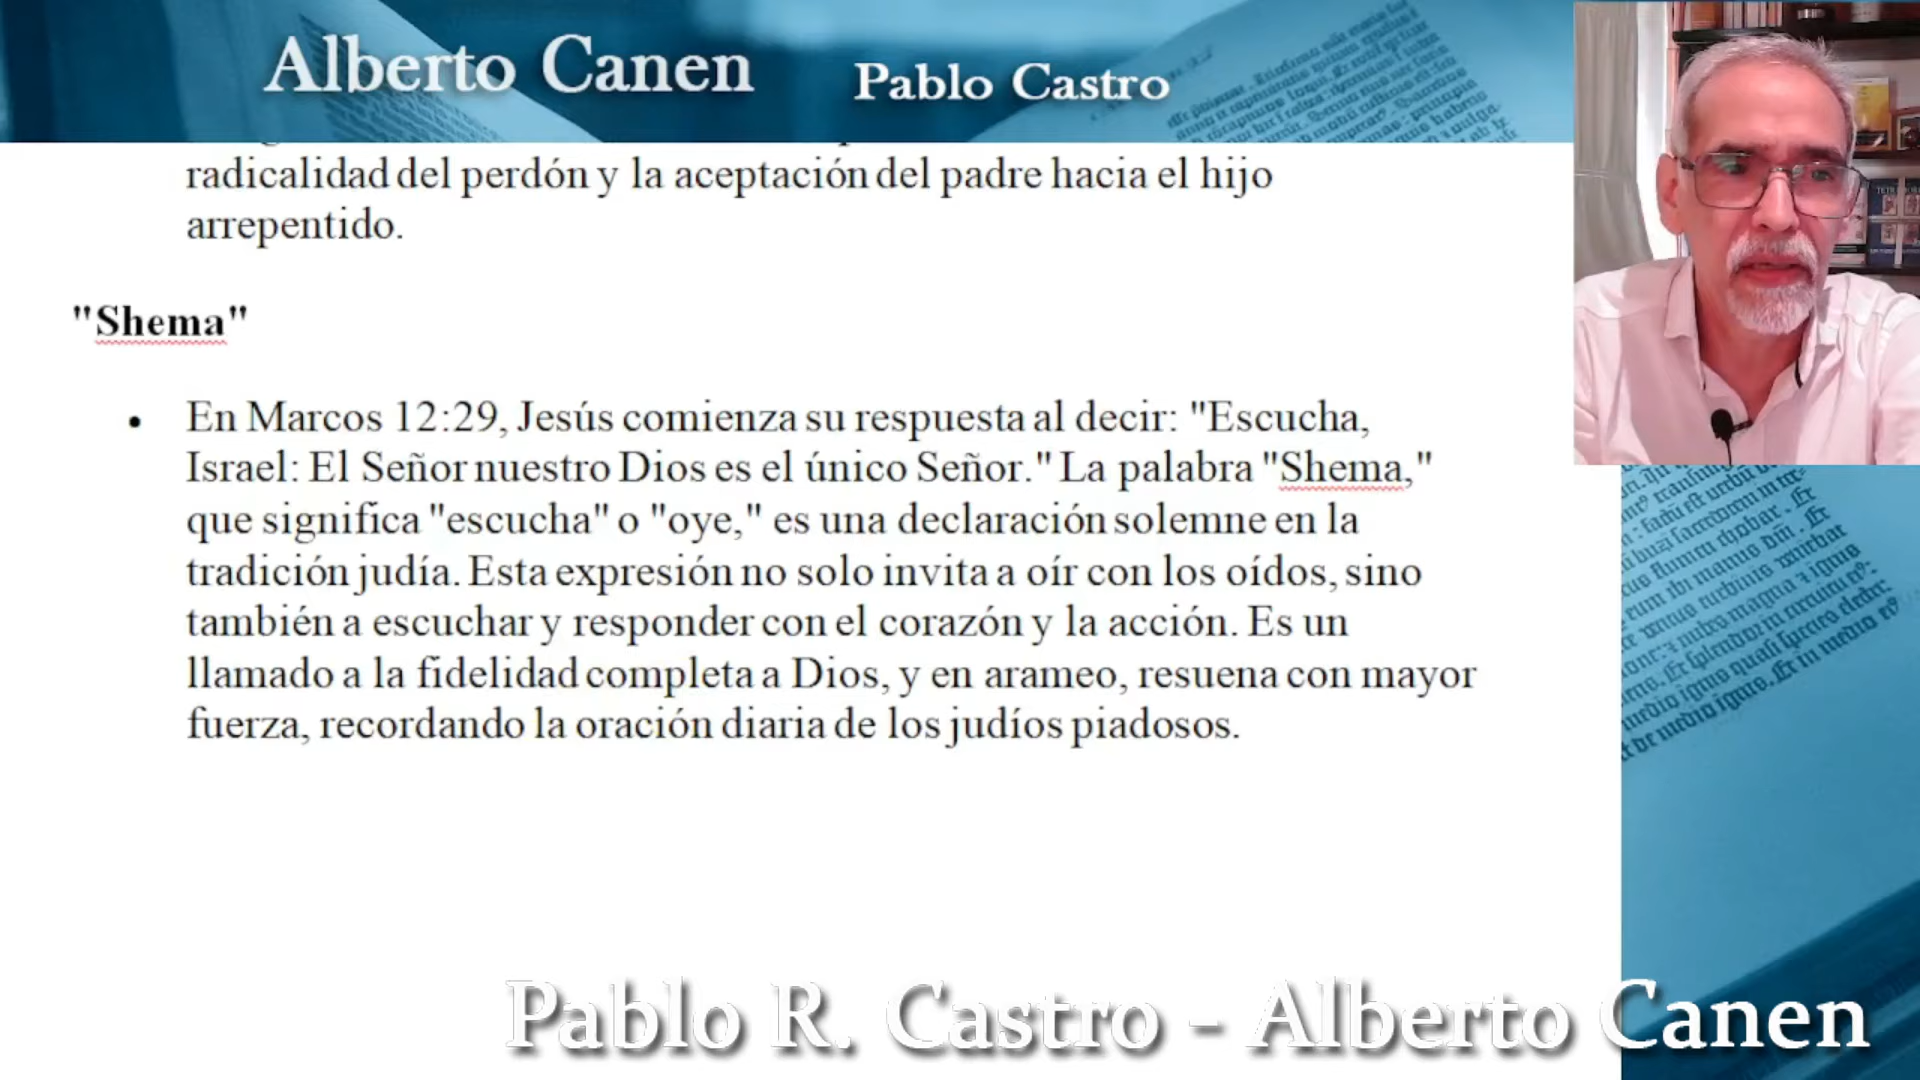 Alberto Canen
Pablo Castro
radicalidad del perdón y la aceptación del padre hacia el hijo
arrepentido.
"Shema"
• En Marcos 12:29, Jesús comienza su respuesta al decir: "Escucha,
Israel: El Señor nuestro Dios es el único Señor." La palabra "Shema,"
que significa "escucha" o "oye," es una declaración solemne en la
tradición judía. Esta expresión no solo invita a oír con los oídos, sino
también a escuchar y responder con el corazón y la acción. Es un
llamado a la fidelidad completa a Dios, y en arameo, resuena con mayor
fuerza, recordando la oración diaria de los judíos piadosos.
Pablo R. Castro - Alberto Canen